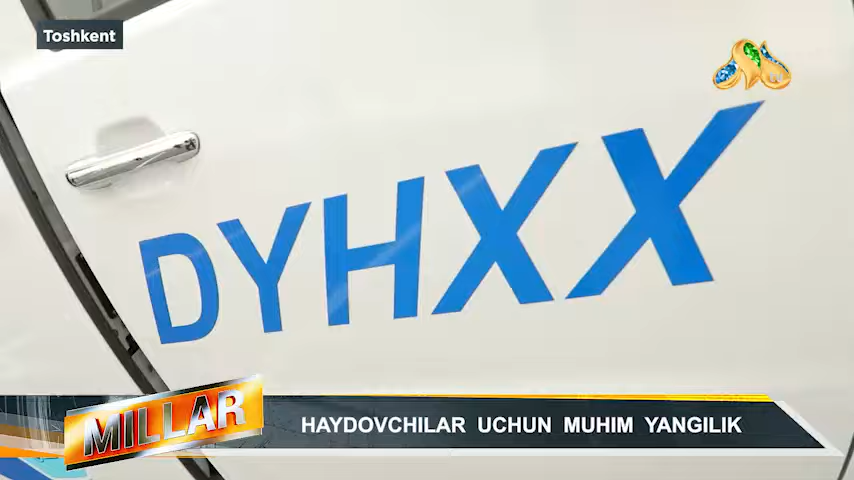 Toshkent
DYHXX
MILLAR
HAYDOVCHILAR UCHUN MUHIM YANGILIK